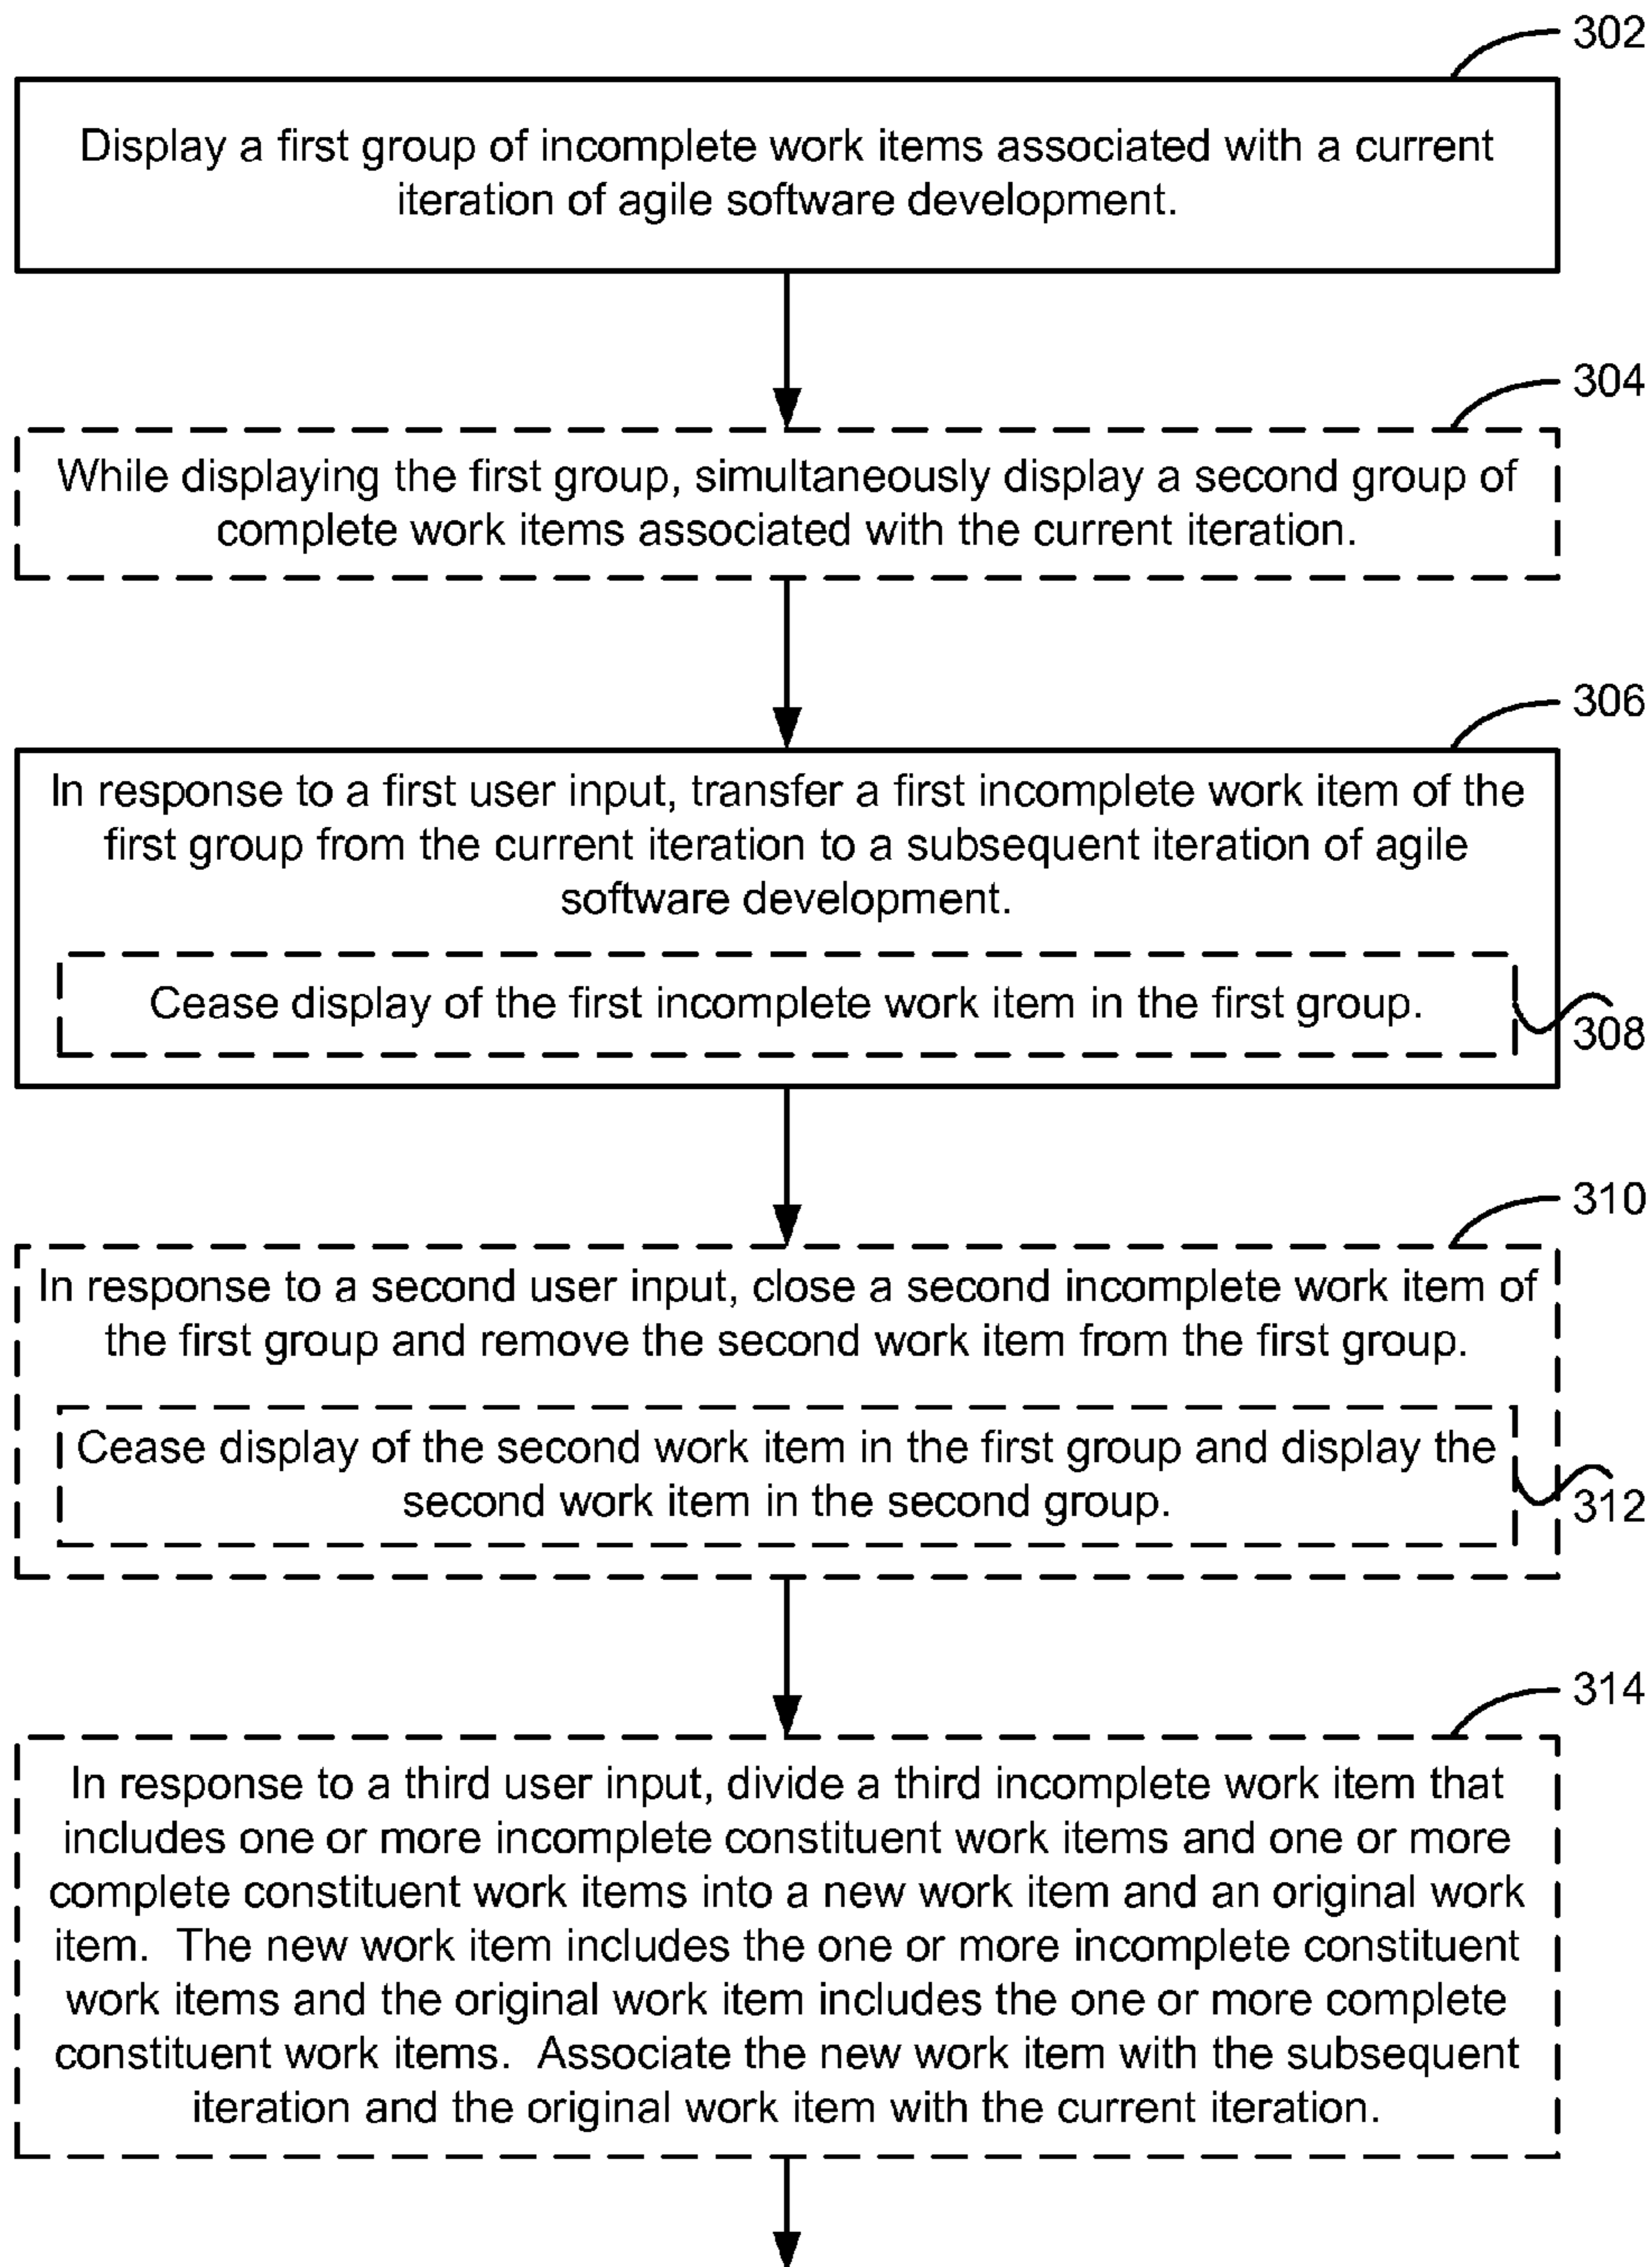 302
Display a first group of incomplete work items associated with a current
iteration of agile software development.
304
While displaying the first group, simultaneously display a second group of
complete work items associated with the current iteration.
306
In response to a first user input, transfer a first incomplete work item of the
first group from the current iteration to a subsequent iteration of agile
software development.
Cease display of the first incomplete work item in the first group.
308
310
In response to a second user input, close a second incomplete work item of
the first group and remove the second work item from the first group.
Cease display of the second work item in the first group and display the
second work item in the second group.
312
314
In response to a third user input, divide a third incomplete work item that
includes one or more incomplete constituent work items and one or more
complete constituent work items into a new work item and an original work
item.  The new work item includes the one or more incomplete constituent
work items and the original work item includes the one or more complete
constituent work items.  Associate the new work item with the subsequent
iteration and the original work item with the current iteration.